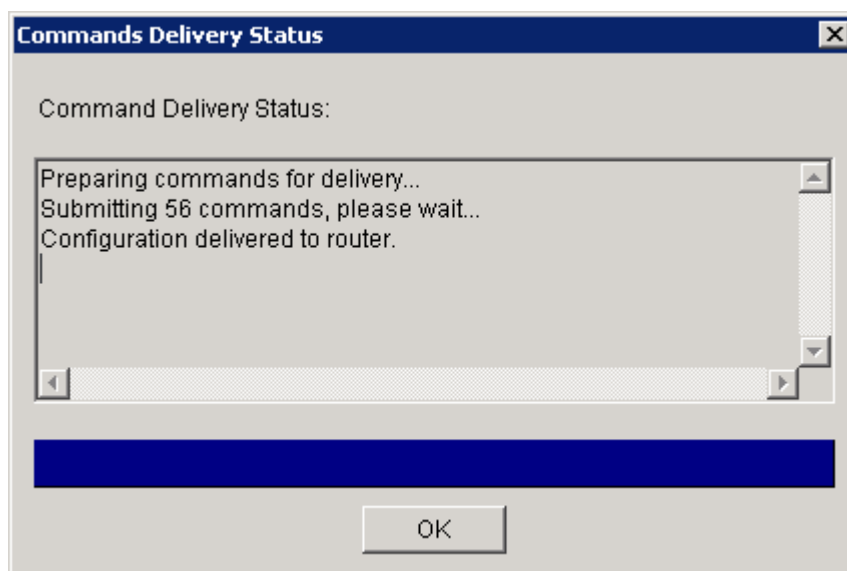 Commands Delivery Status
Command Delivery Status:
Preparing commands for delivery...
Submitting 56 commands, please wait...
Configuration delivered to router.
OK